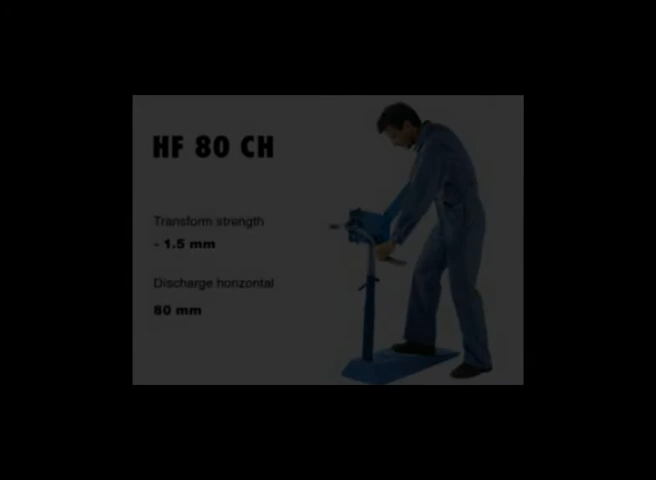 HF 80 CH
Transform strength
- 1.5 mm
Discharge horizontal
80 mm